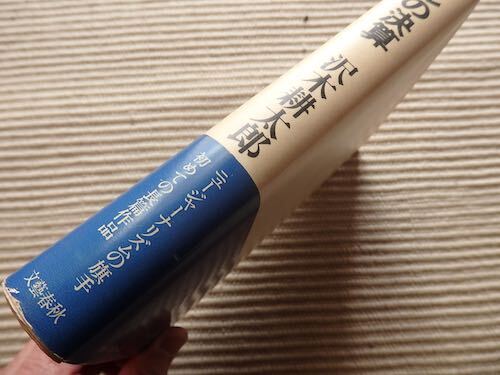 の決算
沢木耕太郎
ニュージャーナリズムの旗手
初めての長篇作品
文藝春秋